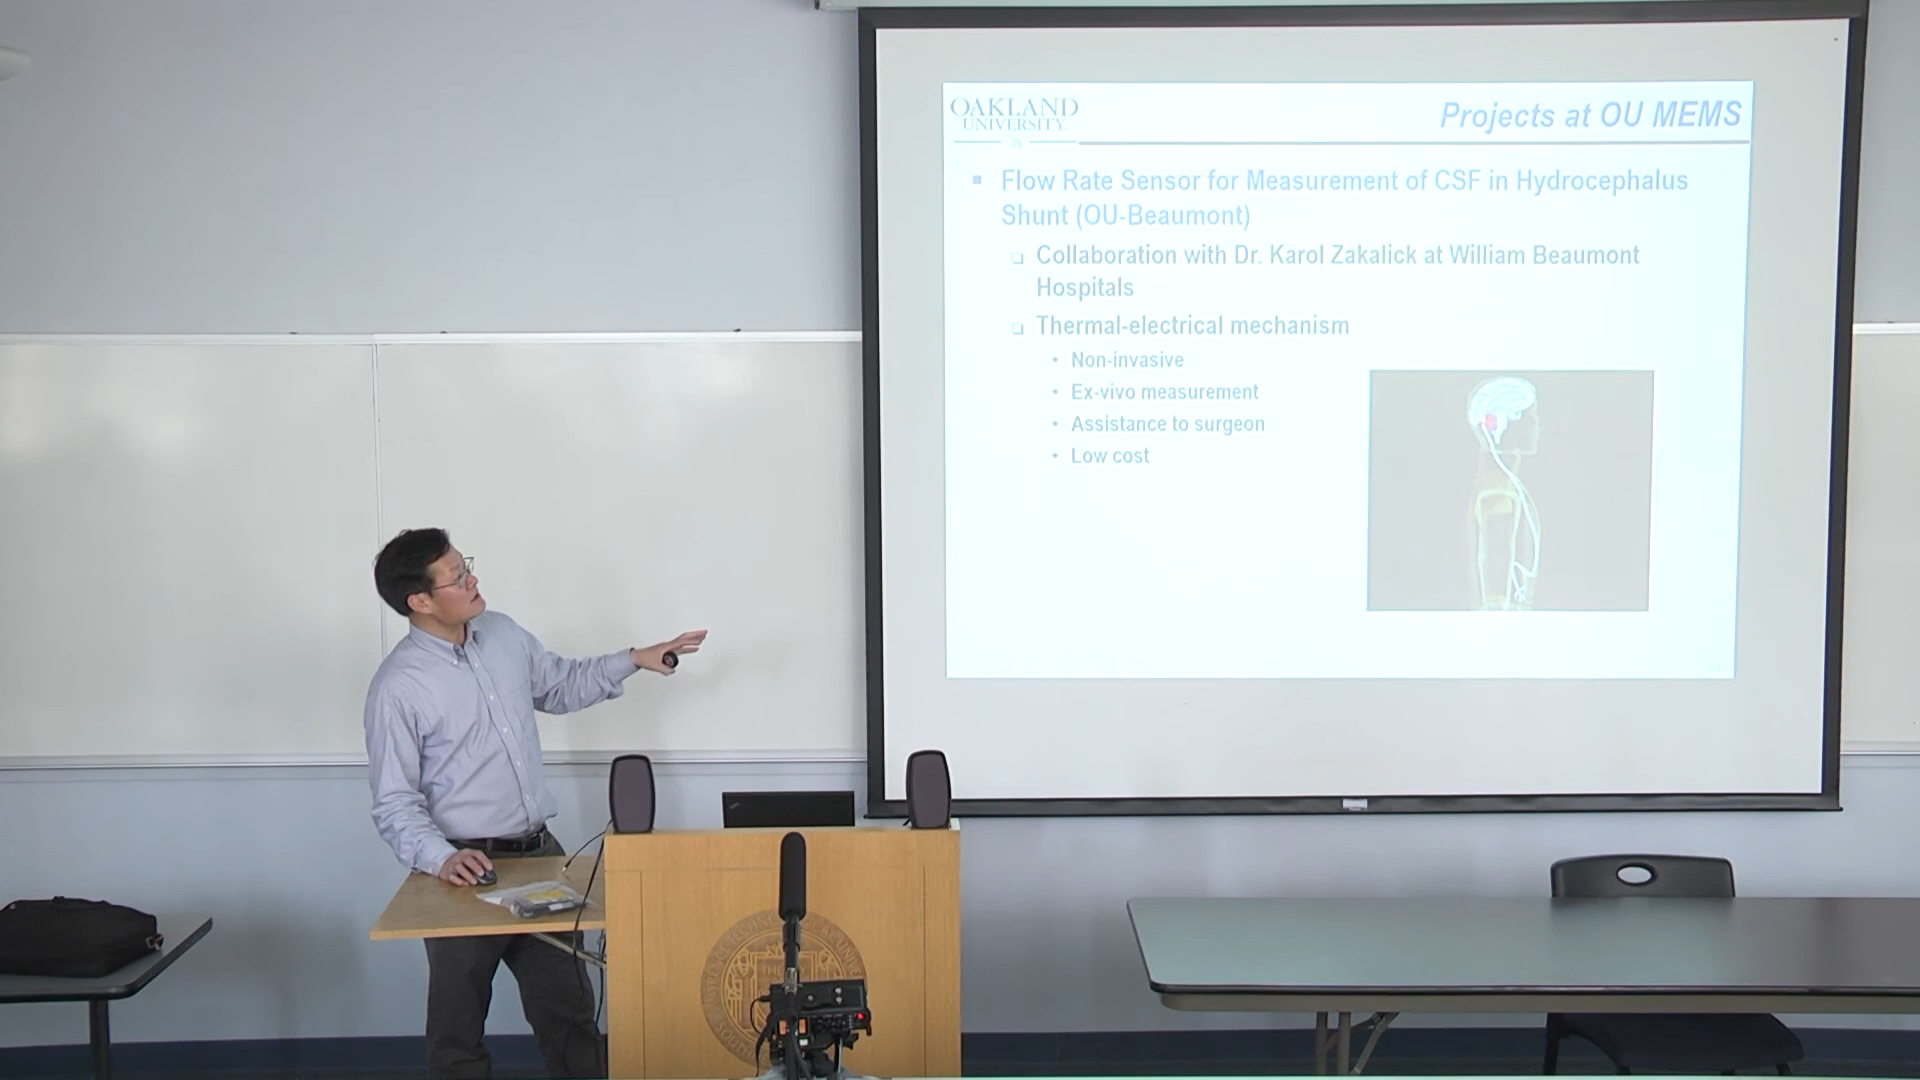 OAKLAND
UNIVERSITY
Projects at OU MEMS
Flow Rate Sensor for Measurement of CSF in Hydrocephalus
Shunt (OU-Beaumont)
Collaboration with Dr. Karol Zakalick at William Beaumont
Hospitals
Thermal-electrical mechanism
Non-invasive
Ex-vivo measurement
Assistance to surgeon
Low cost